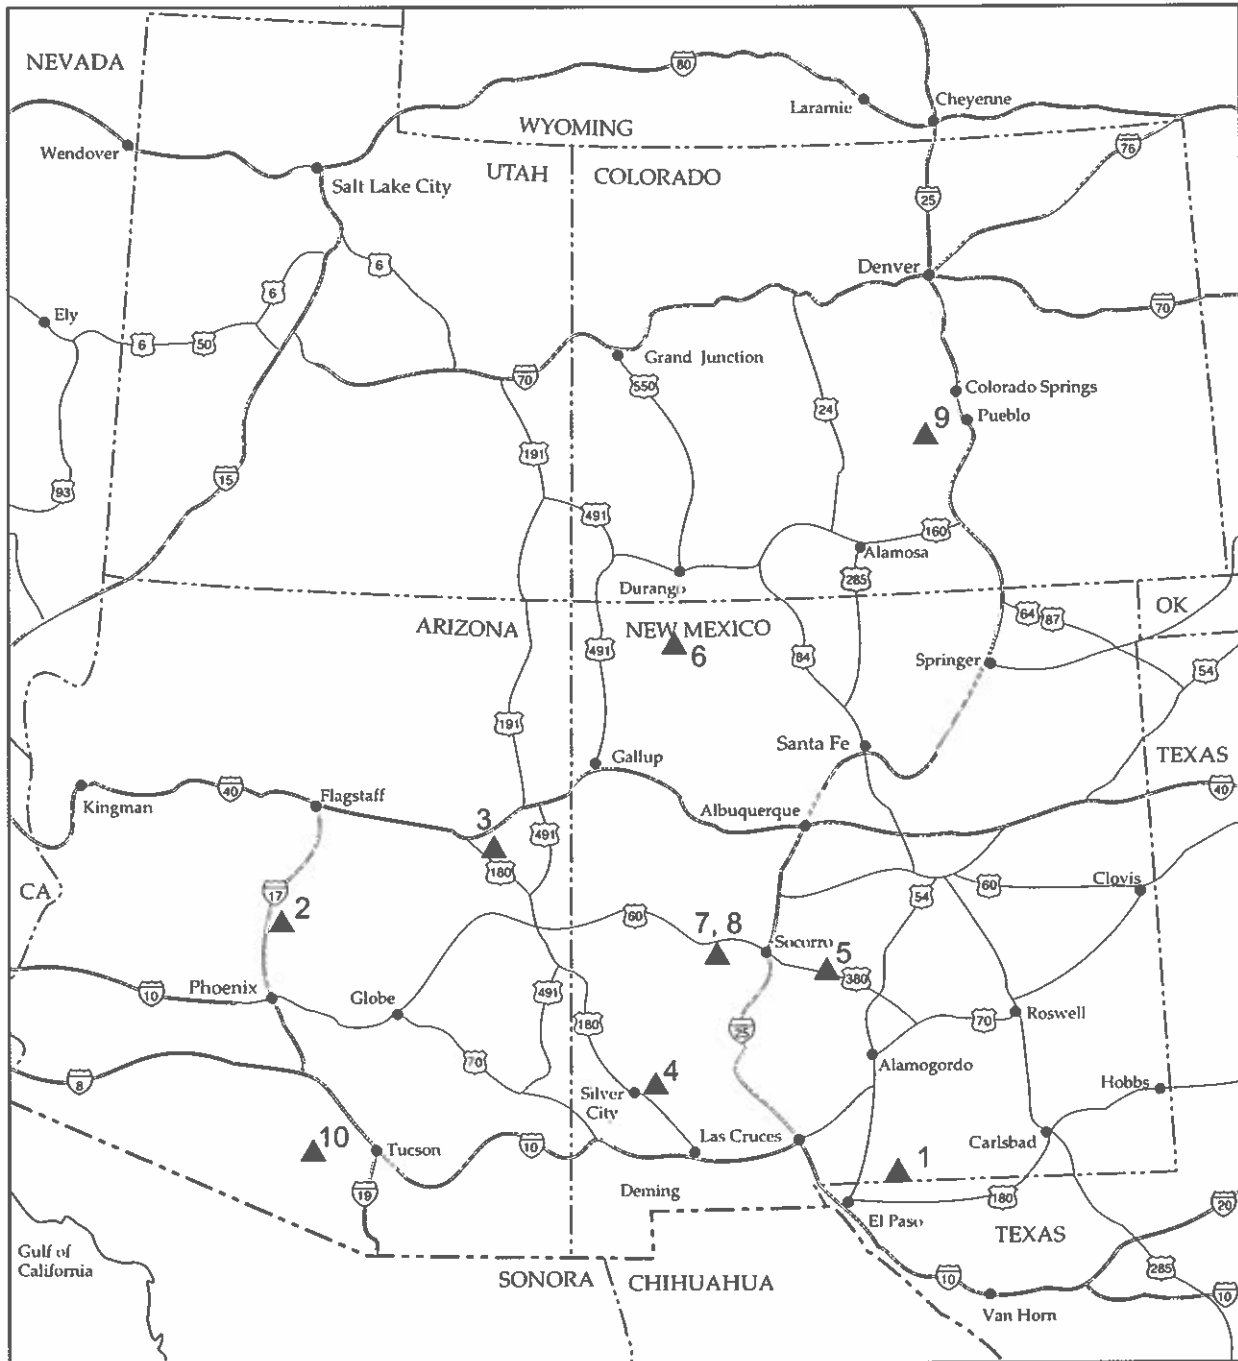 NEVADA
80
Laramie
Cheyenne
WYOMING
Wendover
76
UTAH
COLORADO
Salt Lake City
25
6
Denver
6
70
Ely
6
50
Grand Junction
70
550
Colorado Springs
24
Pueblo
9
191
15
93
491
160
Alamosa
285
Durango
64
87
OK
ARIZONA
NEW MEXICO
491
6
84
Springer
54
191
Santa Fe
Gallup
TEXAS
40
Kingman
40
Flagstaff
Albuquerque
3
491
180
CA
17
54
60
Clovis
2
60
7, 8
Socorro
5
380
Phoenix
10
Globe
491
180
25
70
Roswell
70
8
Alamogordo
4
Silver
City
Hobbs
10
Tucson
10
Las Cruces
Carlsbad
1
19
Deming
180
El Paso
20
TEXAS
Gulf of
California
SONORA
CHIHUAHUA
10
285
10
Van Horn